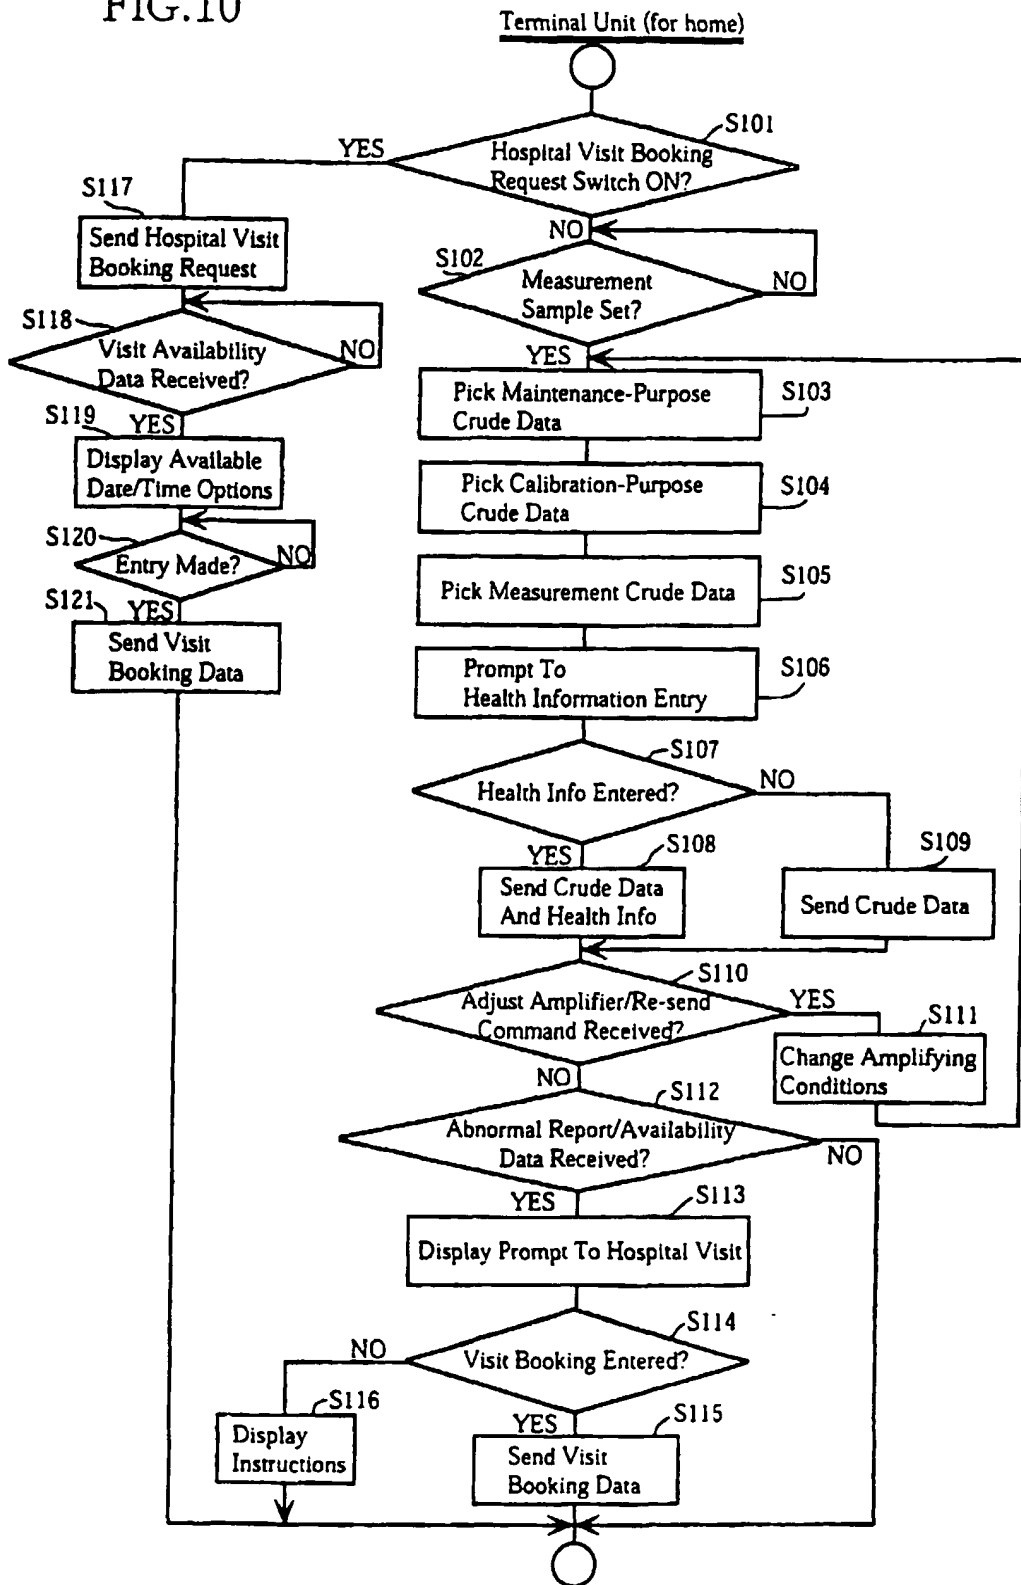 FIG.10
Terminal Unit (for home)
S101
YES
Hospital Visit Booking
Request Switch ON?
S117
Send Hospital Visit
Booking Request
NO
S102
Measurement
Sample Set?
NO
S118
Visit Availability
Data Received?
NO
YES
S103
Pick Maintenance-Purpose
Crude Data
S119
YES
Display Available
Date/Time Options
S104
Pick Calibration-Purpose
Crude Data
S120
Entry Made?
NO
S105
Pick Measurement Crude Data
S121
YES
Send Visit
Booking Data
S106
Prompt To
Health Information Entry
S107
Health Info Entered?
NO
YES
S108
Send Crude Data
And Health Info
S109
Send Crude Data
S110
Adjust Amplifier/Re-send
Command Received?
YES
S111
Change Amplifying
Conditions
NO
S112
Abnormal Report/Availability
Data Received?
NO
YES
S113
Display Prompt To Hospital Visit
S114
Visit Booking Entered?
NO
S116
Display
Instructions
YES
S115
Send Visit
Booking Data